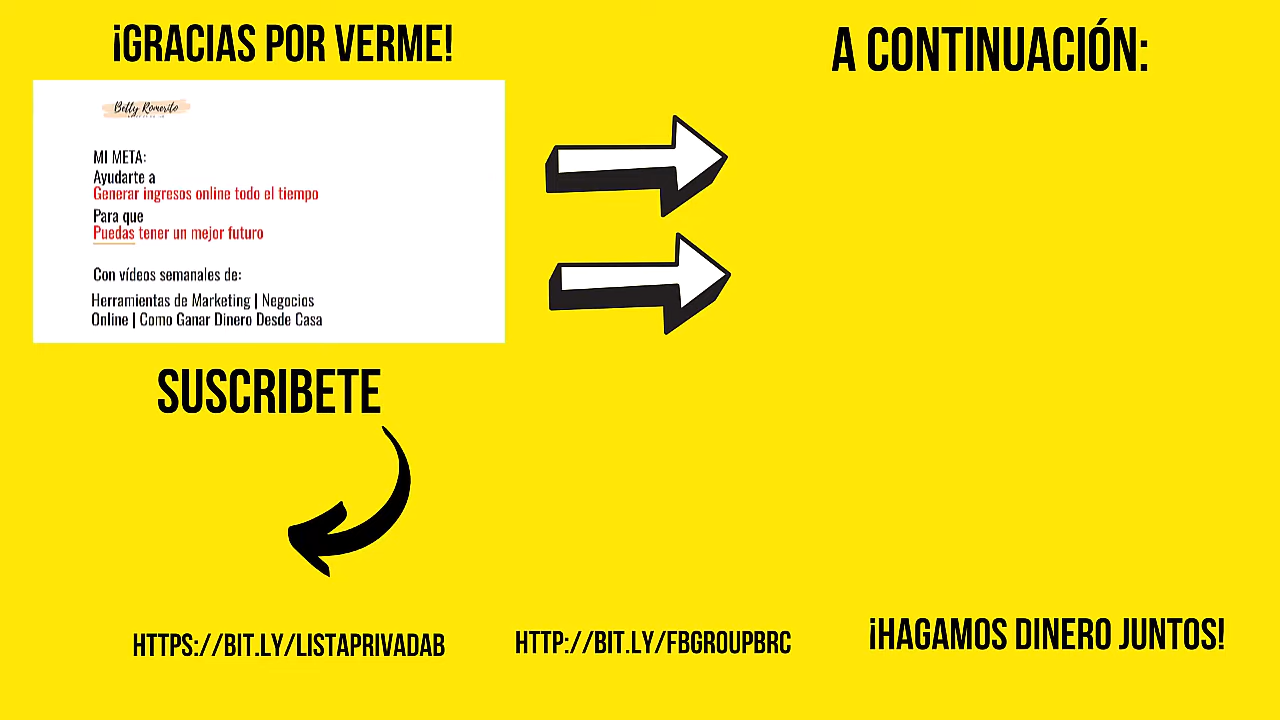 ¡GRACIAS POR VERME!
A CONTINUACIÓN:
Betty Romerito
MI META:
Ayudarte a
Generar ingresos online todo el tiempo
Para que
Puedas tener un mejor futuro
Con vídeos semanales de:
Herramientas de Marketing | Negocios
Online | Como Ganar Dinero Desde Casa
SUSCRIBETE
HTTPS://BIT.LY/LISTAPRIVADAB
HTTP://BIT.LY/FBGROUPBRC
¡HAGAMOS DINERO JUNTOS!